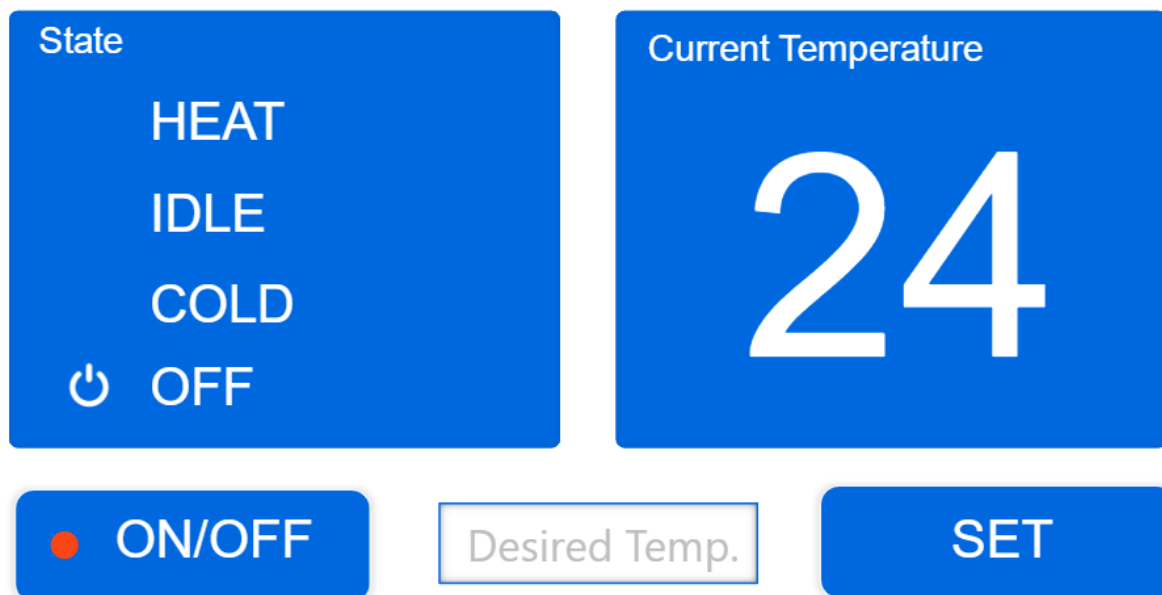 State
HEAT
IDLE
COLD
OFF
Current Temperature
24
ON/OFF
Desired Temp.
SET